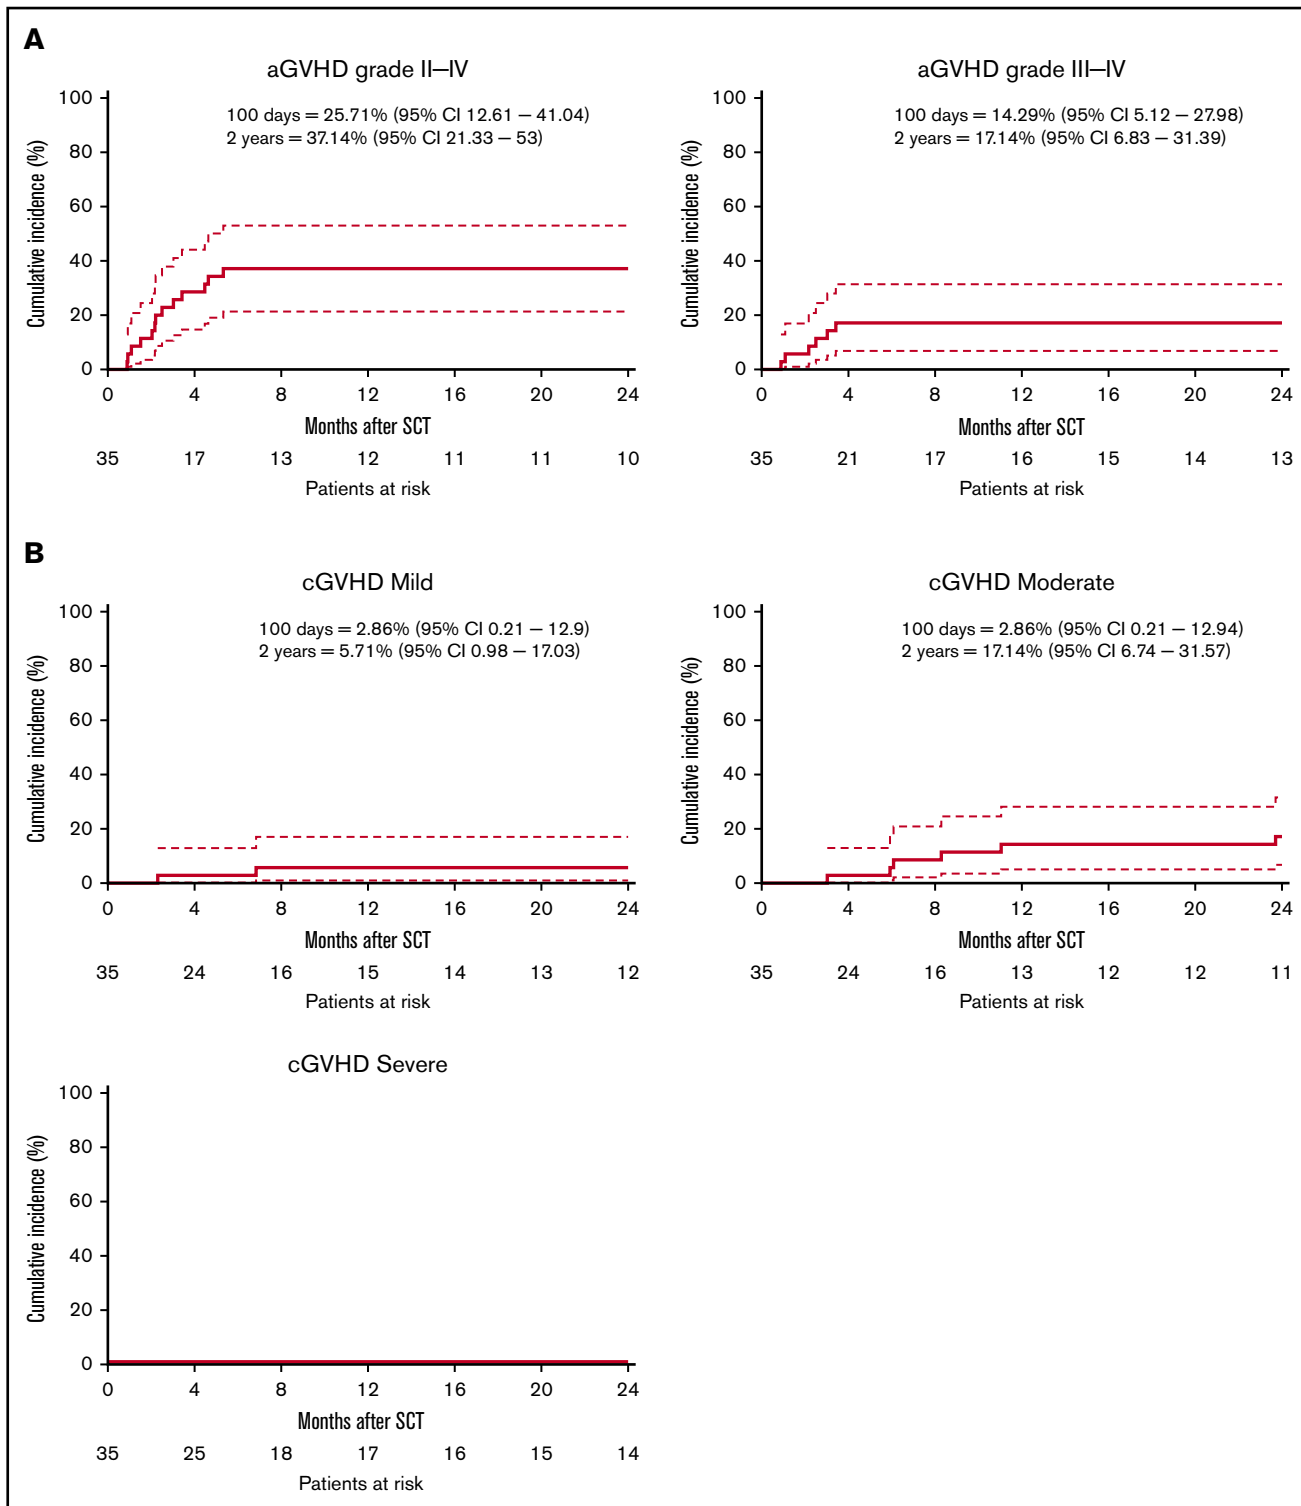 A
aGVHD grade II–IV
100 days = 25.71% (95% CI 12.61 – 41.04)
2 years = 37.14% (95% CI 21.33 – 53)
Cumulative incidence (%)
100
80
60
40
20
0
0 4 8 12 16 20 24
Months after SCT
35 17 13 12 11 11 10
Patients at risk
aGVHD grade III–IV
100 days = 14.29% (95% CI 5.12 – 27.98)
2 years = 17.14% (95% CI 6.83 – 31.39)
Cumulative incidence (%)
100
80
60
40
20
0
0 4 8 12 16 20 24
Months after SCT
35 21 17 16 15 14 13
Patients at risk
B
cGVHD Mild
100 days = 2.86% (95% CI 0.21 – 12.9)
2 years = 5.71% (95% CI 0.98 – 17.03)
Cumulative incidence (%)
100
80
60
40
20
0
0 4 8 12 16 20 24
Months after SCT
35 24 16 15 14 13 12
Patients at risk
cGVHD Moderate
100 days = 2.86% (95% CI 0.21 – 12.94)
2 years = 17.14% (95% CI 6.74 – 31.57)
Cumulative incidence (%)
100
80
60
40
20
0
0 4 8 12 16 20 24
Months after SCT
35 24 16 13 12 12 11
Patients at risk
cGVHD Severe
Cumulative incidence (%)
100
80
60
40
20
0
0 4 8 12 16 20 24
Months after SCT
35 25 18 17 16 15 14
Patients at risk